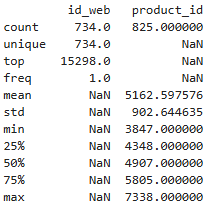 id_web product_id
count 734.0 825.000000
unique 734.0 NaN
top 15298.0 NaN
freq 1.0 NaN
mean NaN 5162.597576
std NaN 902.644635
min NaN 3847.000000
25% NaN 4348.000000
50% NaN 4907.000000
75% NaN 5805.000000
max NaN 7338.000000